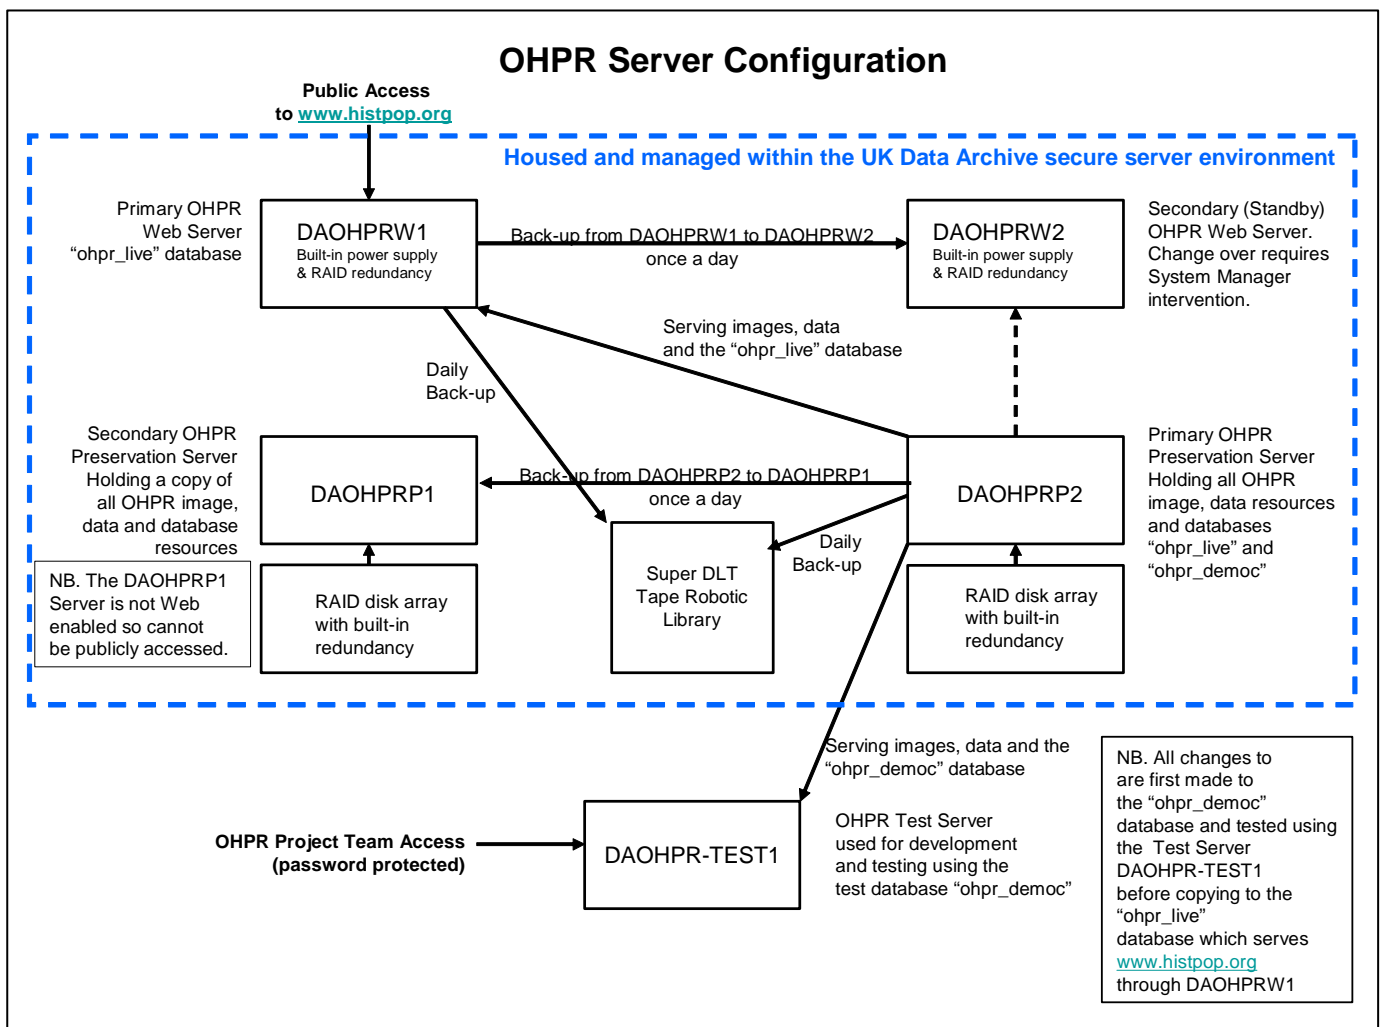 OHPR Server Configuration
Public Access
to www.histpop.org
Housed and managed within the UK Data Archive secure server environment
Primary OHPR
Web Server
“ohpr_live” database
DAOHPRW1
Built-in power supply
& RAID redundancy
Back-up from DAOHPRW1 to DAOHPRW2
once a day
DAOHPRW2
Built-in power supply
& RAID redundancy
Secondary (Standby)
OHPR Web Server.
Change over requires
System Manager
intervention.
Serving images, data
and the “ohpr_live” database
Daily
Back-up
Secondary OHPR
Preservation Server
Holding a copy of
all OHPR image,
data and database
resources
DAOHPRP1
Back-up from DAOHPRP2 to DAOHPRP1
once a day
DAOHPRP2
Primary OHPR
Preservation Server
Holding all OHPR
image, data resources
and databases
“ohpr_live” and
“ohpr_democ”
NB. The DAOHPRP1
Server is not Web
enabled so cannot
be publicly accessed.
RAID disk array
with built-in
redundancy
Super DLT
Tape Robotic
Library
Daily
Back-up
RAID disk array
with built-in
redundancy
Serving images, data and the
“ohpr_democ” database
OHPR Project Team Access
(password protected)
DAOHPR-TEST1
OHPR Test Server
used for development
and testing using the
test database “ohpr_democ”
NB. All changes to
are first made to
the “ohpr_democ”
database and tested using
the Test Server
DAOHPR-TEST1
before copying to the
“ohpr_live”
database which serves
www.histpop.org
through DAOHPRW1